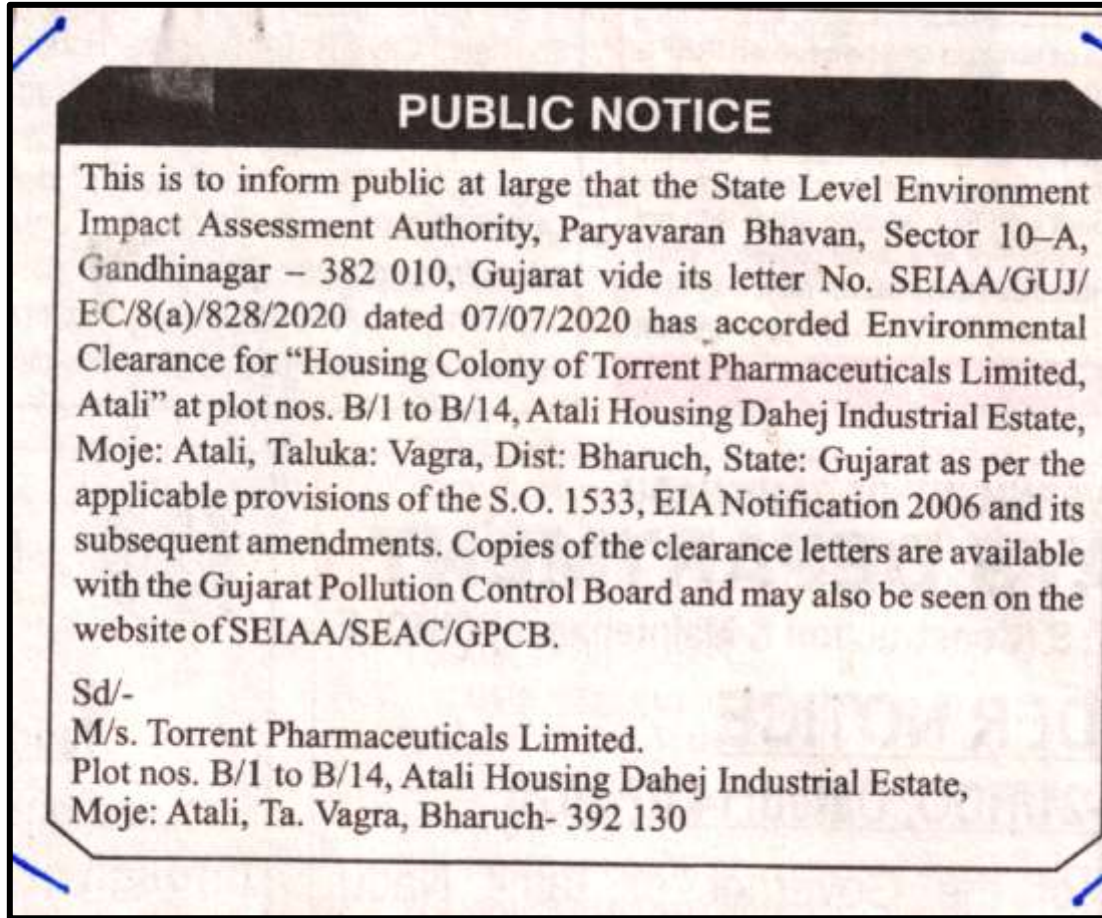 PUBLIC NOTICE
This is to inform public at large that the State Level Environment
Impact Assessment Authority, Paryavaran Bhavan, Sector 10–A,
Gandhinagar – 382 010, Gujarat vide its letter No. SEIAA/GUJ/
EC/8(a)/828/2020 dated 07/07/2020 has accorded Environmental
Clearance for “Housing Colony of Torrent Pharmaceuticals Limited,
Atali” at plot nos. B/1 to B/14, Atali Housing Dahej Industrial Estate,
Moje: Atali, Taluka: Vagra, Dist: Bharuch, State: Gujarat as per the
applicable provisions of the S.O. 1533, EIA Notification 2006 and its
subsequent amendments. Copies of the clearance letters are available
with the Gujarat Pollution Control Board and may also be seen on the
website of SEIAA/SEAC/GPCB.
Sd/-
M/s. Torrent Pharmaceuticals Limited.
Plot nos. B/1 to B/14, Atali Housing Dahej Industrial Estate,
Moje: Atali, Ta. Vagra, Bharuch- 392 130